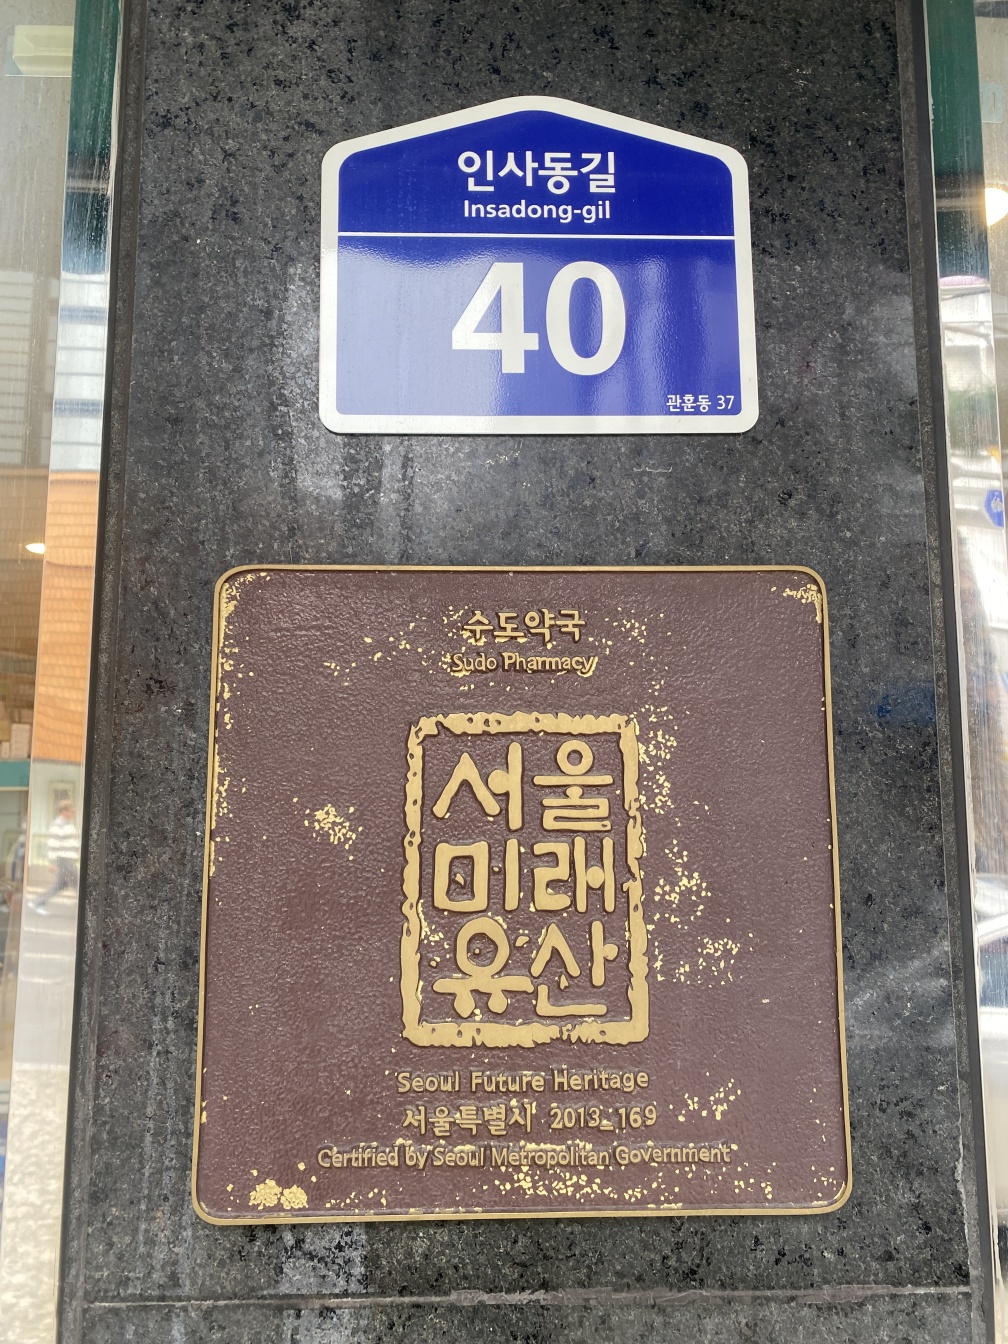 인사동길
Insadong-gil
40
관훈동 37
수도약국
Sudo Pharmacy
서울
미래
유산
Seoul Future Heritage
서울특별시 2013_169
Certified by Seoul Metropolitan Government